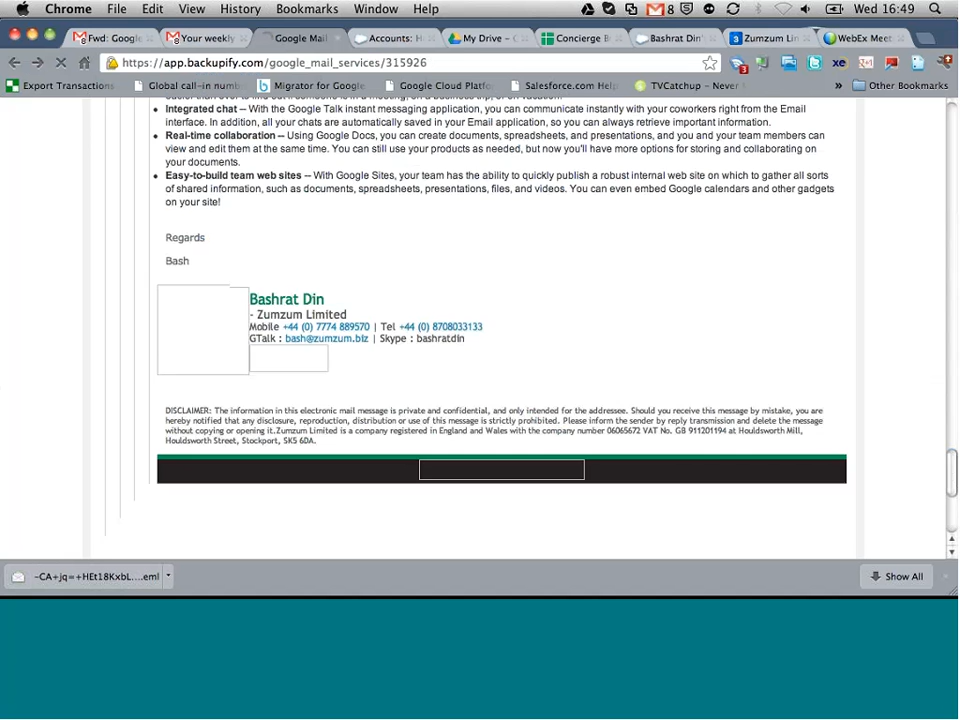 Chrome File Edit View History Bookmarks Window Help 8 Wed 16:49
Fwd: Google Your weekly Google Mail Accounts: H My Drive – C Concierge B Bashrat Din' 3 Zumzum Lin WebEx Meet
https://app.backupify.com/google_mail_services/315926
Export Transactions Global call-in numb Migrator for Google Google Cloud Platfo Salesforce.com Help TVCatchup – Never » Other Bookmarks
• Integrated chat -- With the Google Talk instant messaging application, you can communicate instantly with your coworkers right from the Email
interface. In addition, all your chats are automatically saved in your Email application, so you can always retrieve important information.
• Real-time collaboration -- Using Google Docs, you can create documents, spreadsheets, and presentations, and you and your team members can
view and edit them at the same time. You can still use your products as needed, but now you'll have more options for storing and collaborating on
your documents.
• Easy-to-build team web sites -- With Google Sites, your team has the ability to quickly publish a robust internal web site on which to gather all sorts
of shared information, such as documents, spreadsheets, presentations, files, and videos. You can even embed Google calendars and other gadgets
on your site!
Regards
Bash
Bashrat Din
- Zumzum Limited
Mobile +44 (0) 7774 889570 | Tel +44 (0) 8708033133
GTalk : bash@zumzum.biz | Skype : bashratdin
DISCLAIMER: The information in this electronic mail message is private and confidential, and only intended for the addressee. Should you receive this message by mistake, you are
hereby notified that any disclosure, reproduction, distribution or use of this message is strictly prohibited. Please inform the sender by reply transmission and delete the message
without copying or opening it.Zumzum Limited is a company registered in England and Wales with the company number 06065672 VAT No. GB 911201194 at Houldsworth Mill,
Houldsworth Street, Stockport, SK5 6DA.
-CA+jq=+HEt18KxbL....eml Show All